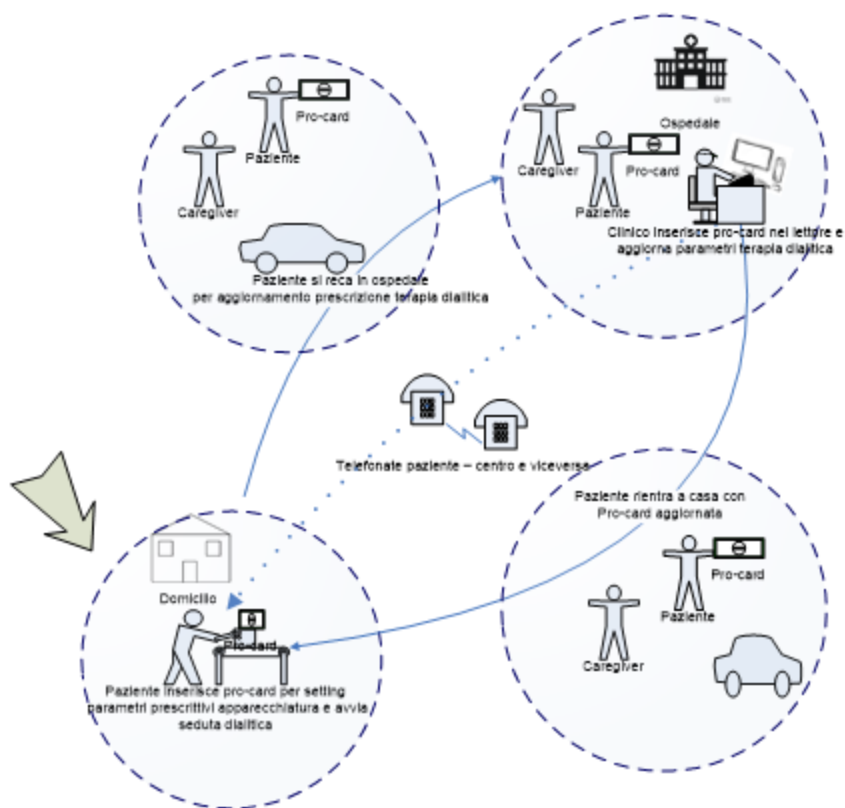 Pro-card
Paziente
Caregiver
Paziente si reca in ospedale
per aggiornamento prescrizione terapia dialitica
Ospedale
Caregiver
Pro-card
Paziente
Clinico inserisce pro-card nel lettore e
aggiorna parametri terapia dialitica
Telefonate paziente – centro e viceversa
Domicilio
Pro-card
Paziente inserisce pro-card per setting
parametri prescrittivi apparecchiatura e avvia
seduta dialitica
Paziente rientra a casa con
Pro-card aggiornata
Pro-card
Paziente
Caregiver